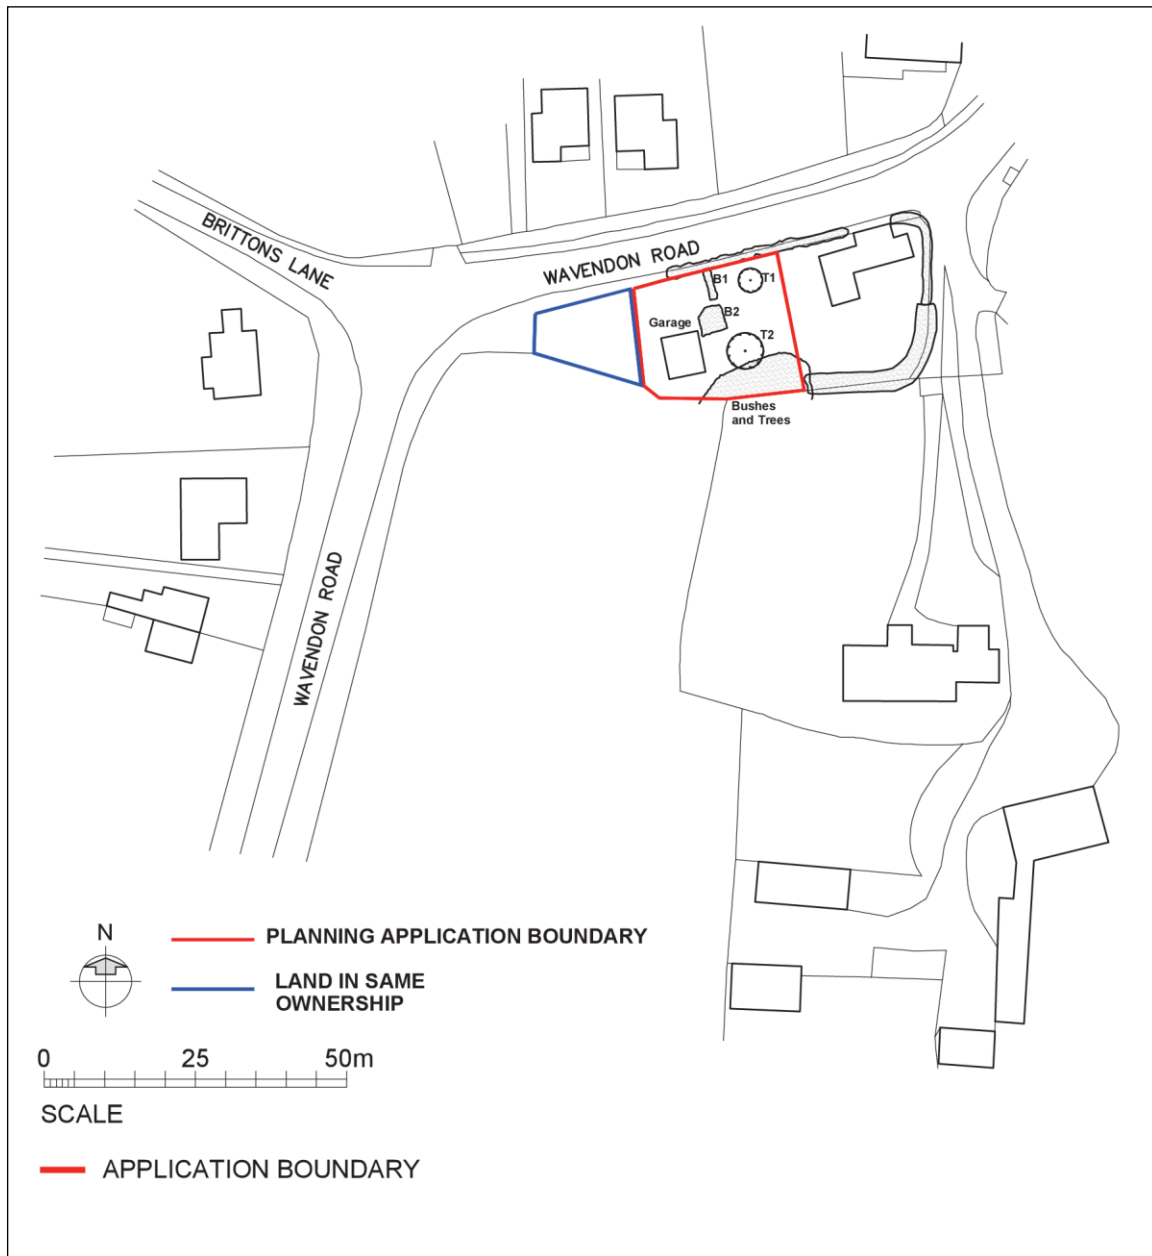 BRITTONS LANE
WAVENDON ROAD
B1
T1
B2
Garage
T2
Bushes
and Trees
WAVENDON ROAD
N
PLANNING APPLICATION BOUNDARY
LAND IN SAME
OWNERSHIP
0 25 50m
SCALE
APPLICATION BOUNDARY